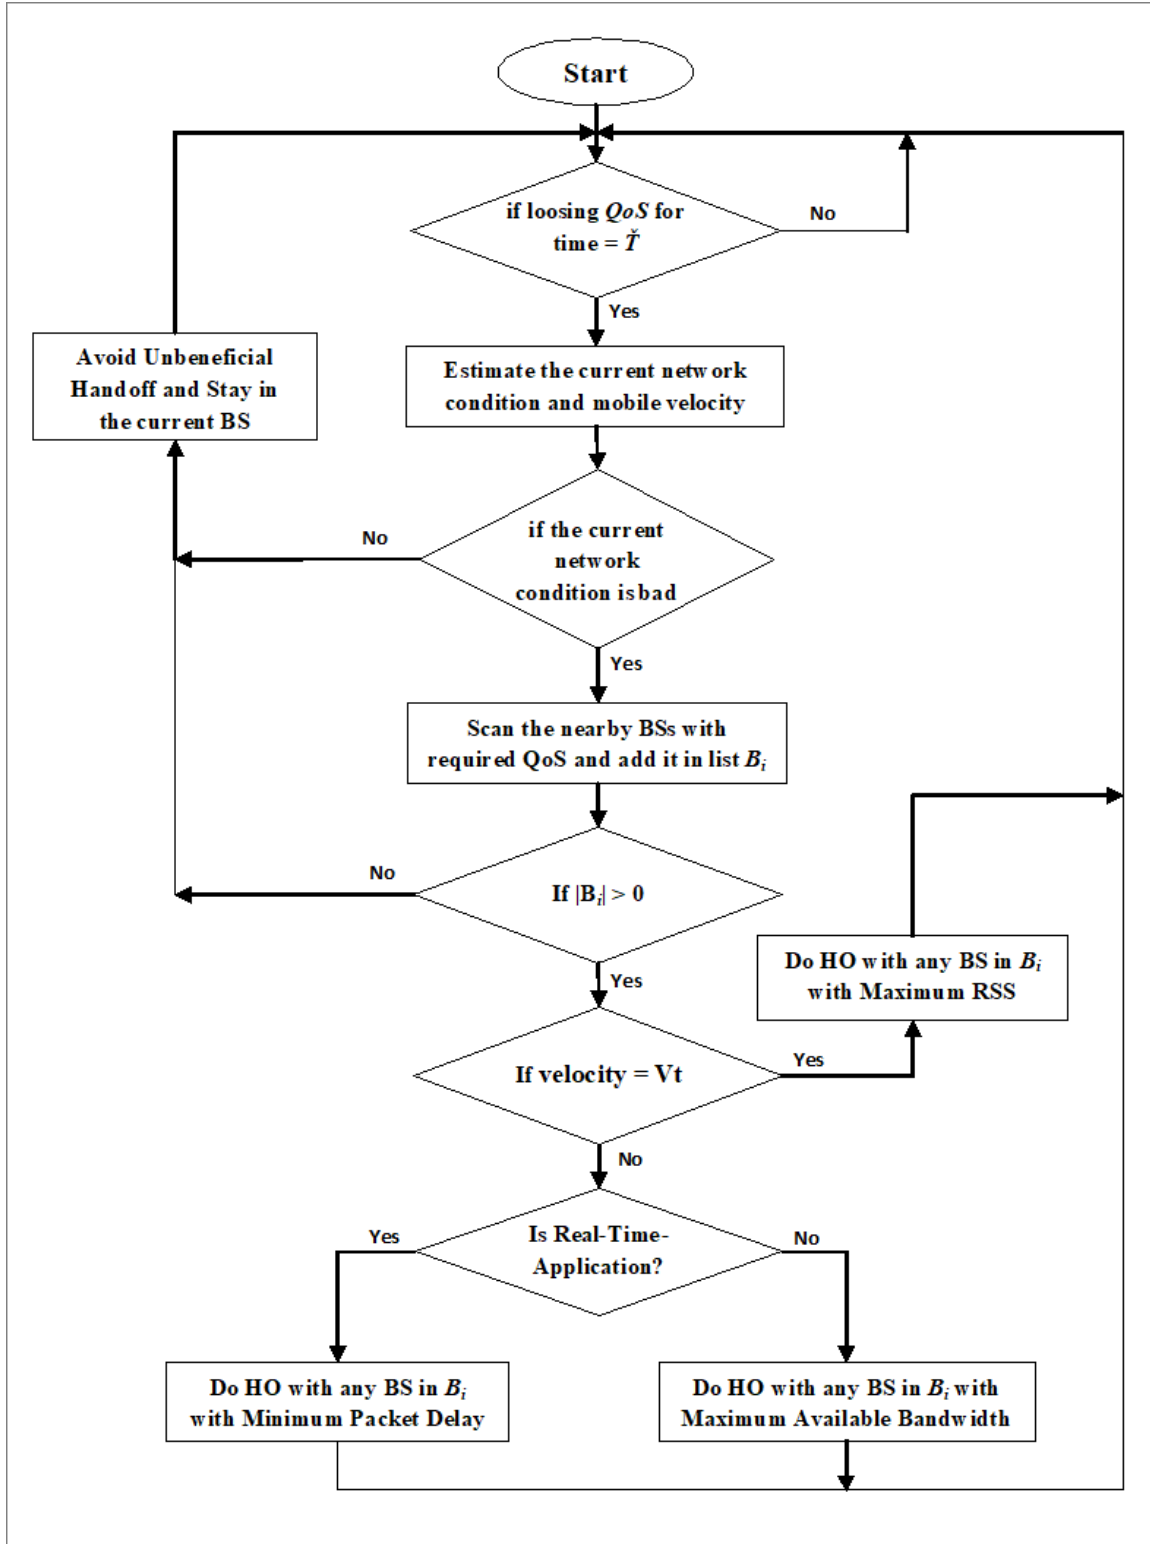 Start
if loosing QoS for
time = Ť
No
Yes
Avoid Unbeneficial
Handoff and Stay in
the current BS
Estimate the current network
condition and mobile velocity
if the current
network
condition is bad
No
Yes
Scan the nearby BSs with
required QoS and add it in list Bi
If |Bi| > 0
No
Yes
Do HO with any BS in Bi
with Maximum RSS
If velocity = Vt
Yes
No
Is Real-Time-
Application?
Yes
No
Do HO with any BS in Bi
with Minimum Packet Delay
Do HO with any BS in Bi with
Maximum Available Bandwidth